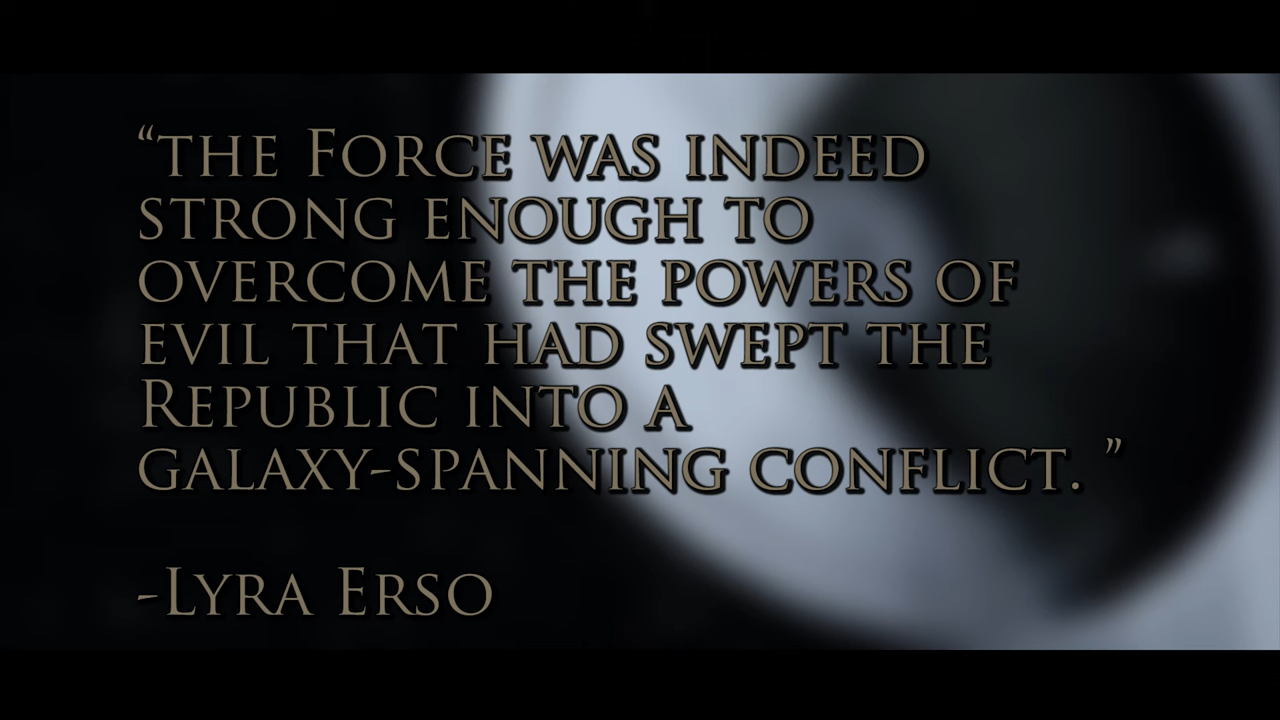 “the Force was indeed
strong enough to
overcome the powers of
evil that had swept the
Republic into a
galaxy-spanning conflict. ”
-Lyra Erso